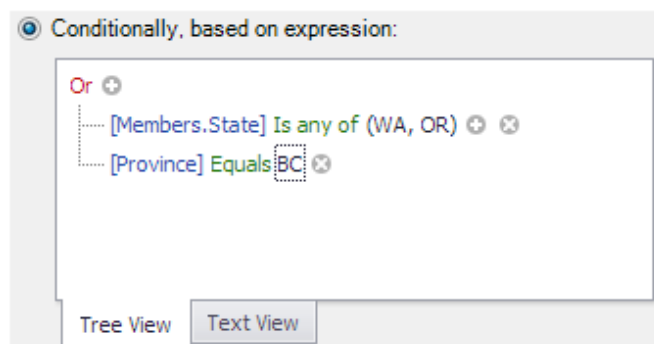 Conditionally, based on expression:
Or
[Members.State] Is any of (WA, OR)
[Province] Equals BC
Tree View Text View